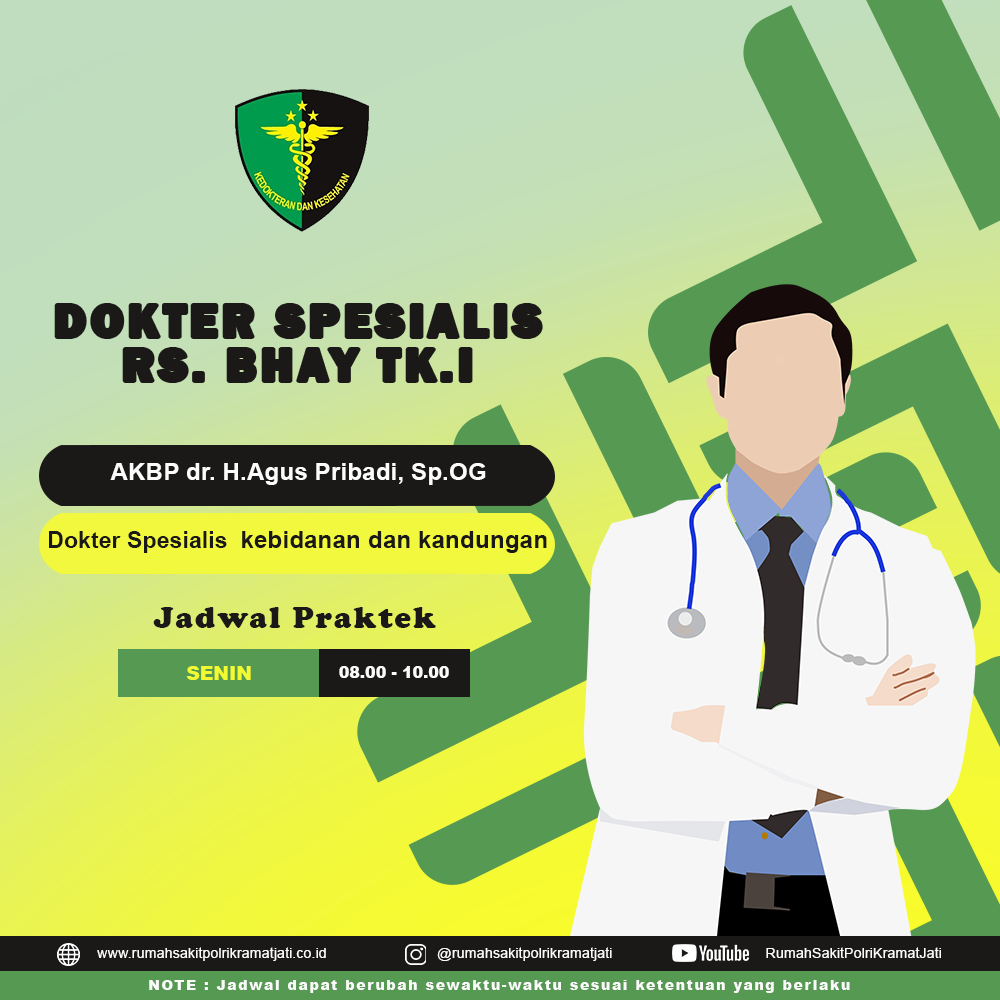 KEDOKTERAN DAN KESEHATAN
DOKTER SPESIALIS
RS. BHAY TK.I
AKBP dr. H.Agus Pribadi, Sp.OG
Dokter Spesialis kebidanan dan kandungan
Jadwal Praktek
SENIN 08.00 - 10.00
www.rumahsakitpolrikramatjati.co.id @rumahsakitpolrikramatjati YouTube RumahSakitPolriKramatJati
NOTE : Jadwal dapat berubah sewaktu-waktu sesuai ketentuan yang berlaku